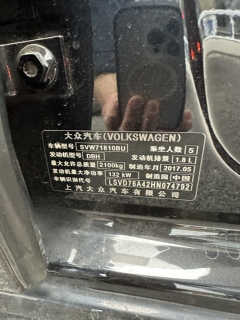 大众汽车(VOLKSWAGEN)
车辆型号 SVW71810BU 乘坐人数 5
发动机型号 DBH 发动机排量 1.8 L
最大允许总质量 2100kg 制造年月 2017.05
发动机最大净功率 132 kW 制造国 中国
车辆识别代号 LSVD76A42HN074792
上汽大众汽车有限公司